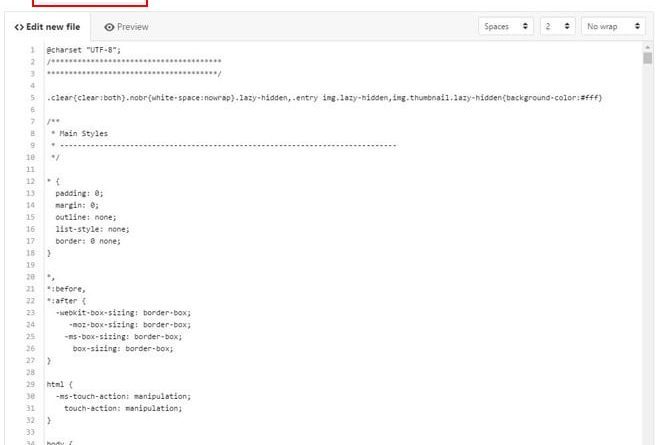 <> Edit new file
Preview
Spaces
2
No wrap
1 @charset "UTF-8";
2 /*****************************************
3 *****************************************/
4
5 .clear{clear:both}.nobr{white-space:nowrap}.lazy-hidden,.entry img.lazy-hidden,img.thumbnail.lazy-hidden{background-color:#fff}
6
7 /**
8 * Main Styles
9 * ---------------------------------------------------------------------------------
10 */
11
12 * {
13 padding: 0;
14 margin: 0;
15 outline: none;
16 list-style: none;
17 border: 0 none;
18 }
19
20 *,
21 *:before,
22 *:after {
23 -webkit-box-sizing: border-box;
24 -moz-box-sizing: border-box;
25 -ms-box-sizing: border-box;
26 box-sizing: border-box;
27 }
28
29 html {
30 -ms-touch-action: manipulation;
31 touch-action: manipulation;
32 }
33
34 body {